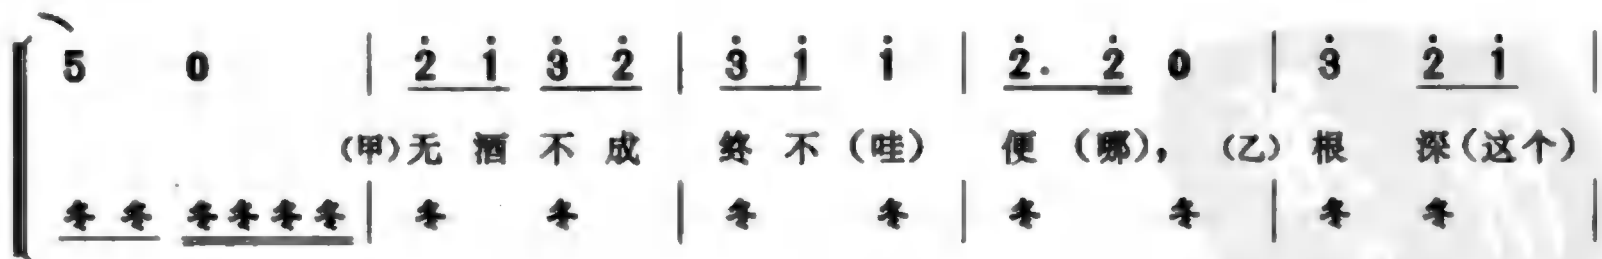 5 0 | 2̇ 1̇ 3̇ 2̇ | 3̇ 1̇ 1̇ | 2̇. 2̇ 0 | 3̇ 2̇ 1̇ |
(甲)无 酒 不 成 终 不 (哇) 便 (哪), (乙) 根 深(这个)
冬 冬 冬冬冬冬 | 冬 冬 | 冬 冬 | 冬 冬 | 冬 冬 |